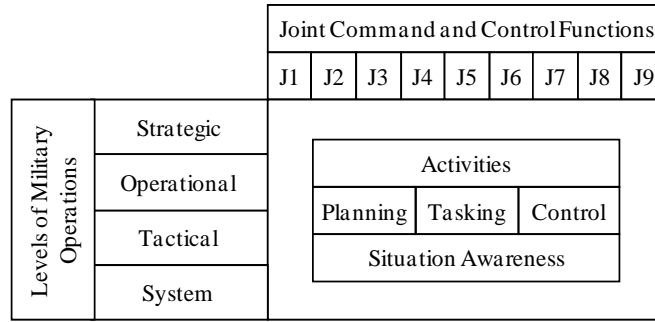 Joint Command and Control Functions
J1 J2 J3 J4 J5 J6 J7 J8 J9
Levels of Military
Operations
Strategic
Operational
Tactical
System
Activities
Planning Tasking Control
Situation Awareness